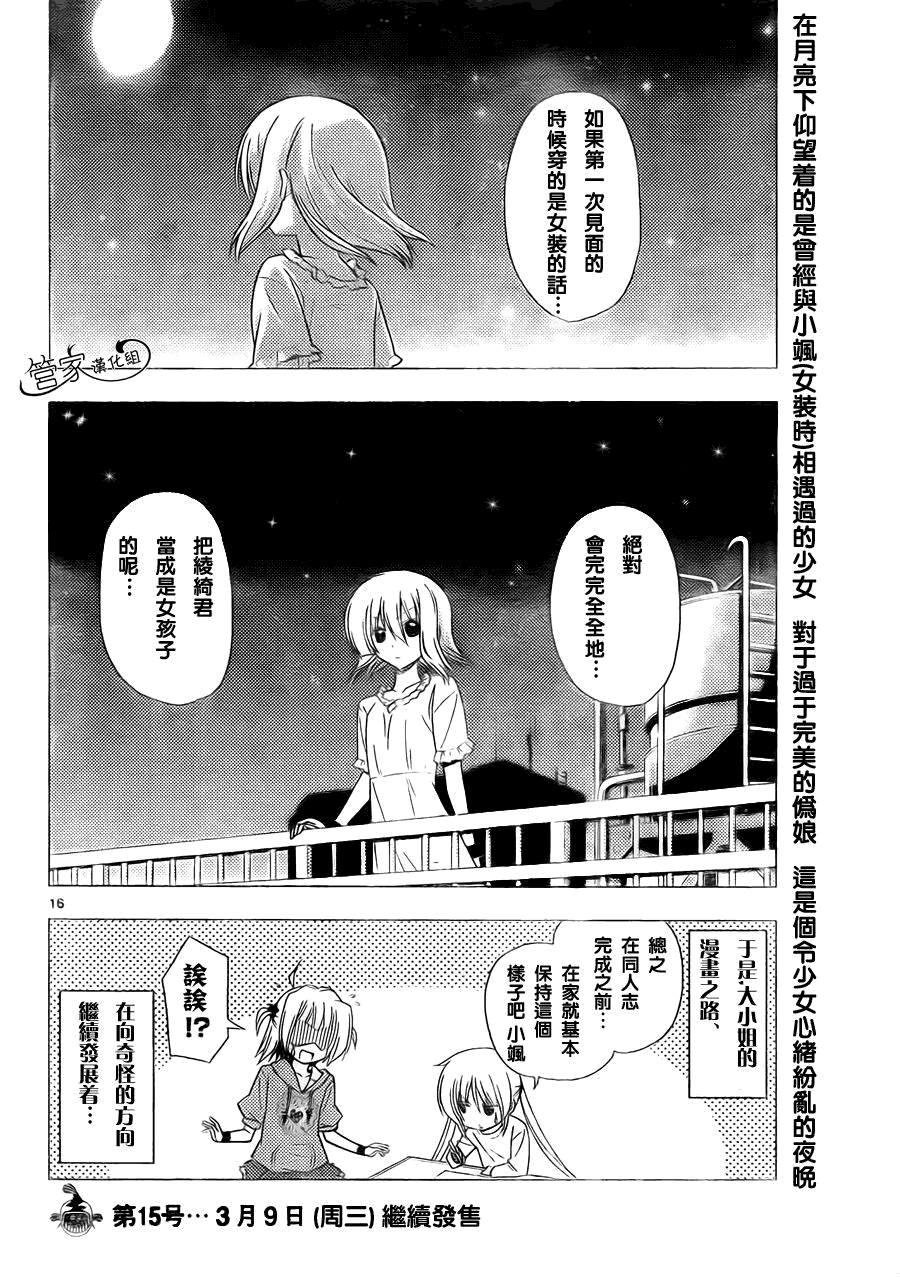 在月亮下仰望着的是曾經與小颯(女裝時)相遇過的少女　對于過于完美的僞娘　這是個令少女心緒紛亂的夜晚
如果第一次見面的
時候穿的是女裝的話…
管家漢化組
絕對
會完完全全地…
把綾綺君
當成是女孩子
的呢…
16
于是,大小姐的
漫畫之路、
總之
在同人志
完成之前…
在家就基本
保持這個
樣子吧 小颯
誒誒!?
在向奇怪的方向
繼續發展着…
第15号…3月9日(周三)繼續發售